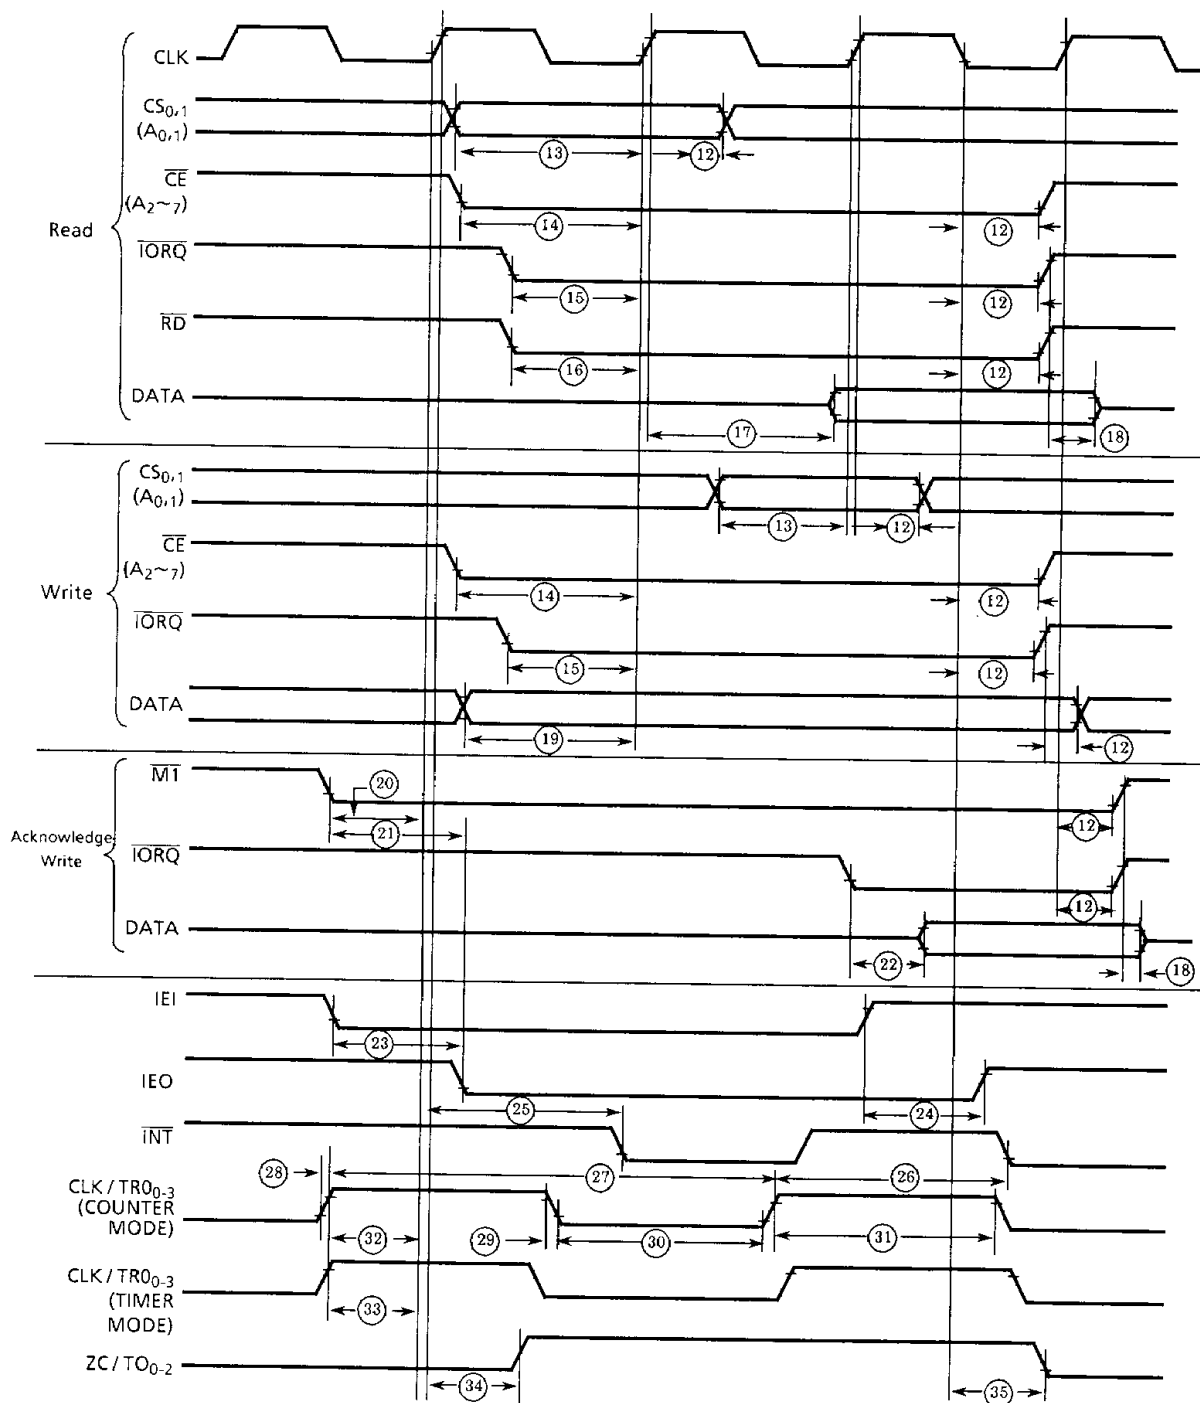 CLK
CS0,1
(A0,1)
13
12
CE
(A2~7)
14
12
Read
IORQ
15
12
RD
16
12
DATA
17
18
CS0,1
(A0,1)
13
12
CE
(A2~7)
14
12
Write
IORQ
15
12
DATA
19
12
M1
20
21
12
Acknowledge
Write
IORQ
12
DATA
22
18
IEI
23
IEO
25
24
INT
28
27
26
CLK / TR0 0-3
(COUNTER
MODE)
32
29
30
31
CLK / TR0 0-3
(TIMER
MODE)
33
ZC / TO0-2
34
35